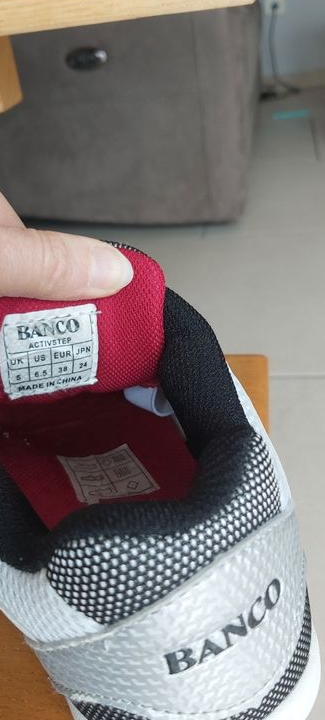 BANCO
ACTIVSTEP
UK US EUR JPN
5 6.5 38 24
MADE IN CHINA
BANCO